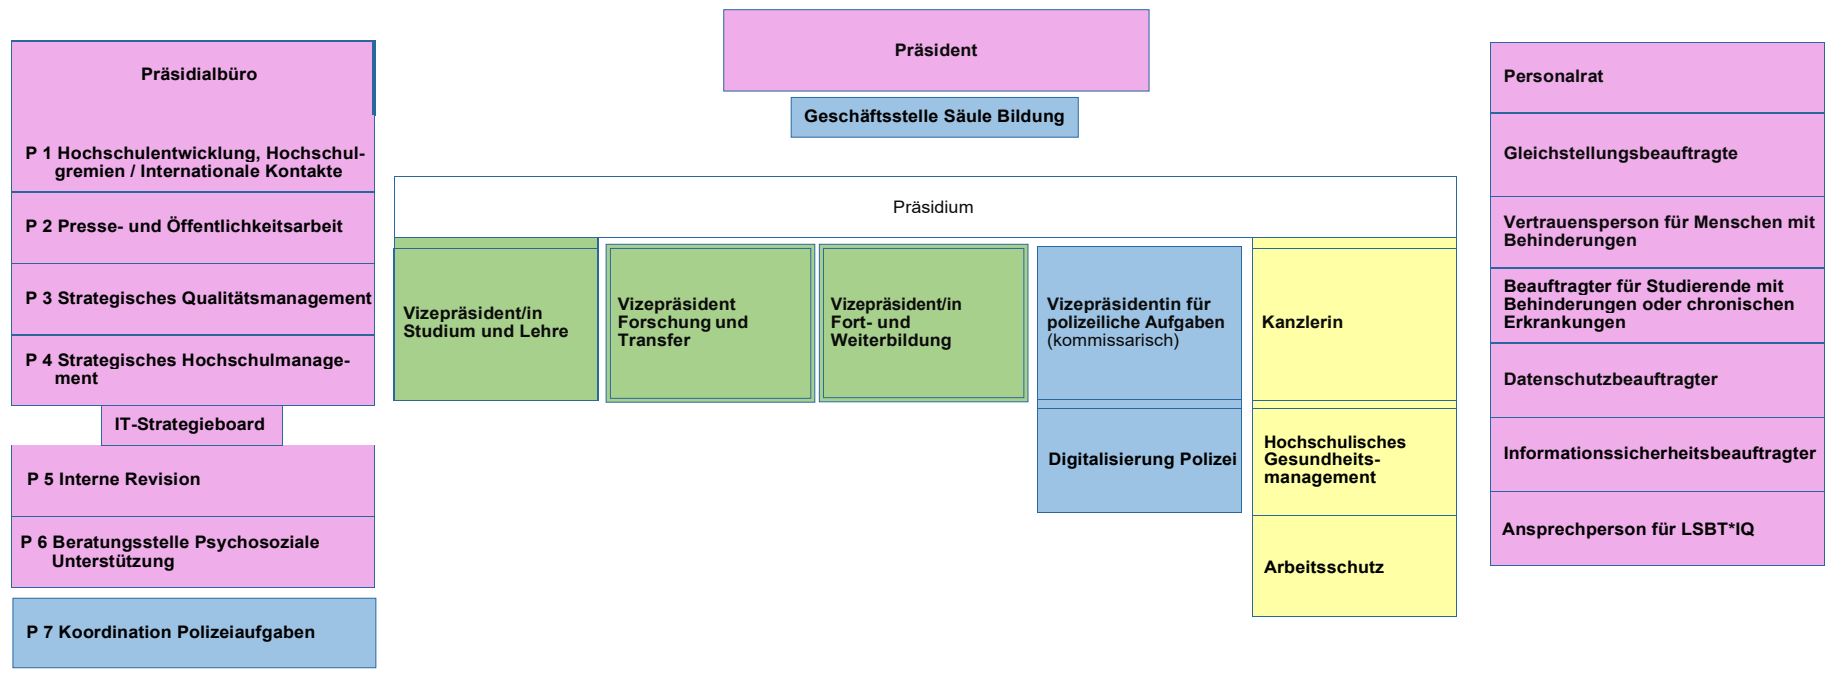 Präsident
Geschäftsstelle Säule Bildung
Präsidialbüro
P 1 Hochschulentwicklung, Hochschul-
gremien / Internationale Kontakte
P 2 Presse- und Öffentlichkeitsarbeit
P 3 Strategisches Qualitätsmanagement
P 4 Strategisches Hochschulmanage-
ment
IT-Strategieboard
P 5 Interne Revision
P 6 Beratungsstelle Psychosoziale
Unterstützung
P 7 Koordination Polizeiaufgaben
Präsidium
Vizepräsident/in
Studium und Lehre
Vizepräsident
Forschung und
Transfer
Vizepräsident/in
Fort- und
Weiterbildung
Vizepräsidentin für
polizeiliche Aufgaben
(kommissarisch)
Digitalisierung Polizei
Kanzlerin
Hochschulisches
Gesundheits-
management
Arbeitsschutz
Personalrat
Gleichstellungsbeauftragte
Vertrauensperson für Menschen mit
Behinderungen
Beauftragter für Studierende mit
Behinderungen oder chronischen
Erkrankungen
Datenschutzbeauftragter
Informationssicherheitsbeauftragter
Ansprechperson für LSBT*IQ